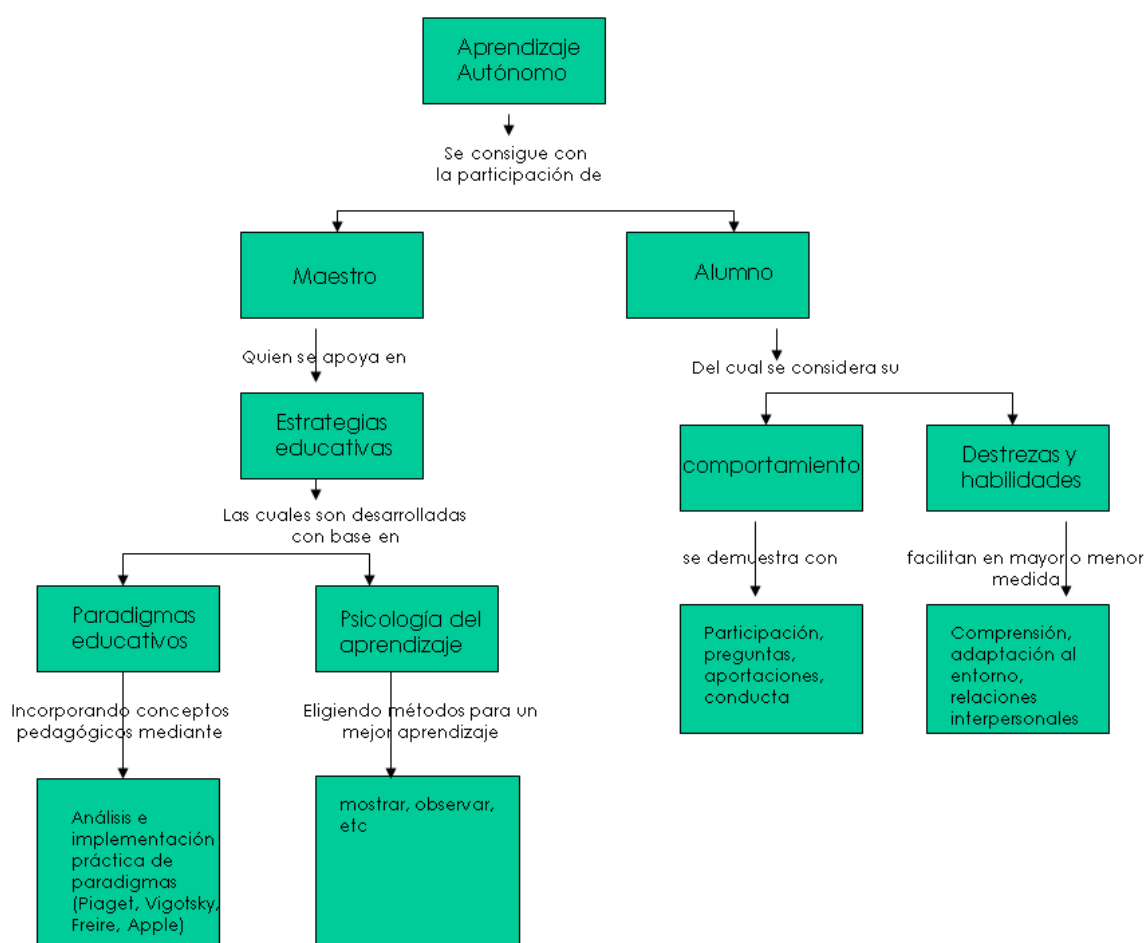 Aprendizaje
Autónomo
Se consigue con
la participación de
Maestro
Alumno
Quien se apoya en
Del cual se considera su
Estrategias
educativas
comportamiento
Destrezas y
habilidades
Las cuales son desarrolladas
con base en
se demuestra con
facilitan en mayor o menor
medida
Paradigmas
educativos
Psicología del
aprendizaje
Participación,
preguntas,
aportaciones,
conducta
Comprensión,
adaptación al
entorno,
relaciones
interpersonales
Incorporando conceptos
pedagógicos mediante
Eligiendo métodos para un
mejor aprendizaje
Análisis e
implementación
práctica de
paradigmas
(Piaget, Vigotsky,
Freire, Apple)
mostrar, observar,
etc